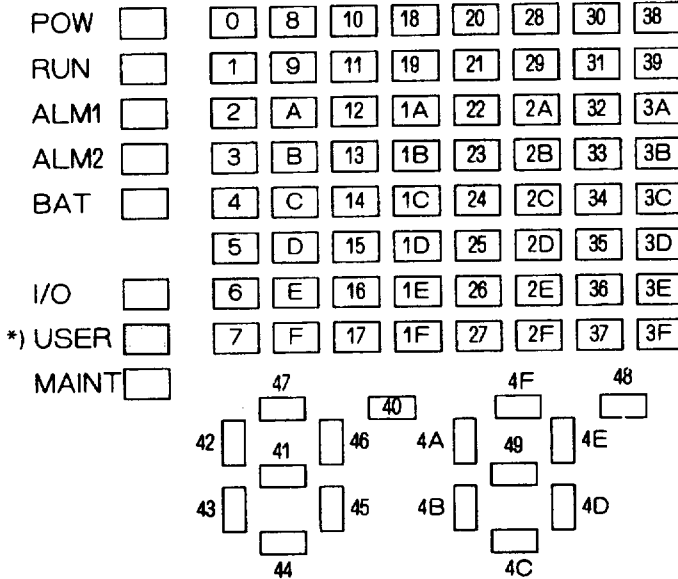 POW 0 8 10 18 20 28 30 38
RUN 1 9 11 19 21 29 31 39
ALM1 2 A 12 1A 22 2A 32 3A
ALM2 3 B 13 1B 23 2B 33 3B
BAT 4 C 14 1C 24 2C 34 3C
5 D 15 1D 25 2D 35 3D
I/O 6 E 16 1E 26 2E 36 3E
*) USER 7 F 17 1F 27 2F 37 3F
MAINT 47 4F 48
40
42 41 46 4A 49 4E
43 45 4B 4D
44 4C